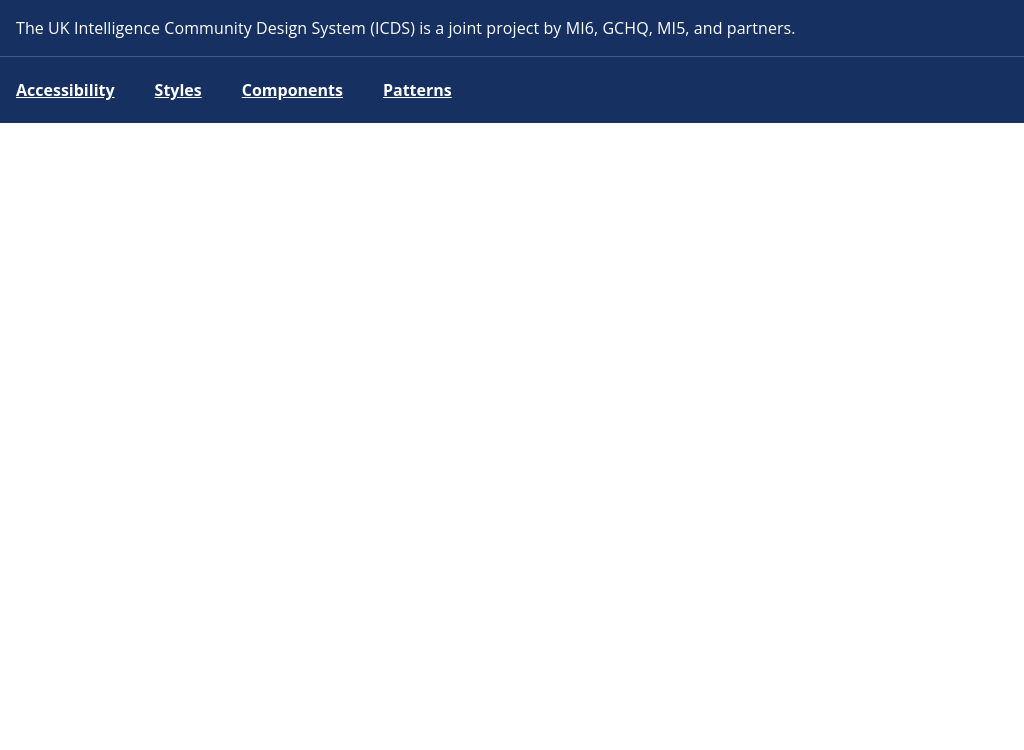 The UK Intelligence Community Design System (ICDS) is a joint project by MI6, GCHQ, MI5, and partners.
Accessibility Styles Components Patterns